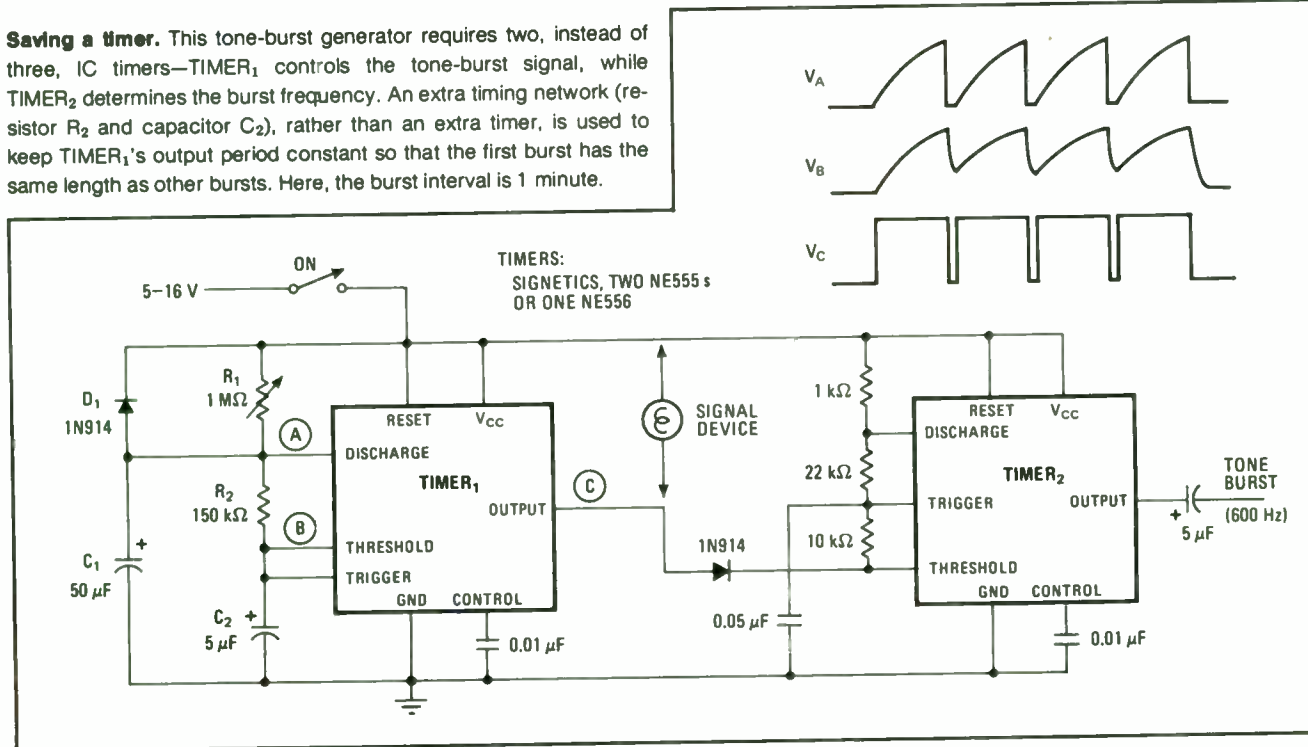 Saving a timer. This tone-burst generator requires two, instead of
three, IC timers—TIMER₁ controls the tone-burst signal, while
TIMER₂ determines the burst frequency. An extra timing network (re-
sistor R₂ and capacitor C₂), rather than an extra timer, is used to
keep TIMER₁'s output period constant so that the first burst has the
same length as other bursts. Here, the burst interval is 1 minute.
V_A
V_B
V_C
5–16 V
ON
TIMERS:
SIGNETICS, TWO NE555 s
OR ONE NE556
D₁
1N914
R₁
1 MΩ
A
R₂
150 kΩ
B
C₁
+
50 μF
C₂ +
5 μF
RESET
V_CC
DISCHARGE
TIMER₁
OUTPUT
THRESHOLD
TRIGGER
GND
CONTROL
0.01 μF
C
SIGNAL
DEVICE
1N914
1 kΩ
22 kΩ
10 kΩ
0.05 μF
RESET
V_CC
DISCHARGE
TIMER₂
TRIGGER
OUTPUT
THRESHOLD
GND
CONTROL
0.01 μF
+
5 μF
TONE
BURST
(600 Hz)